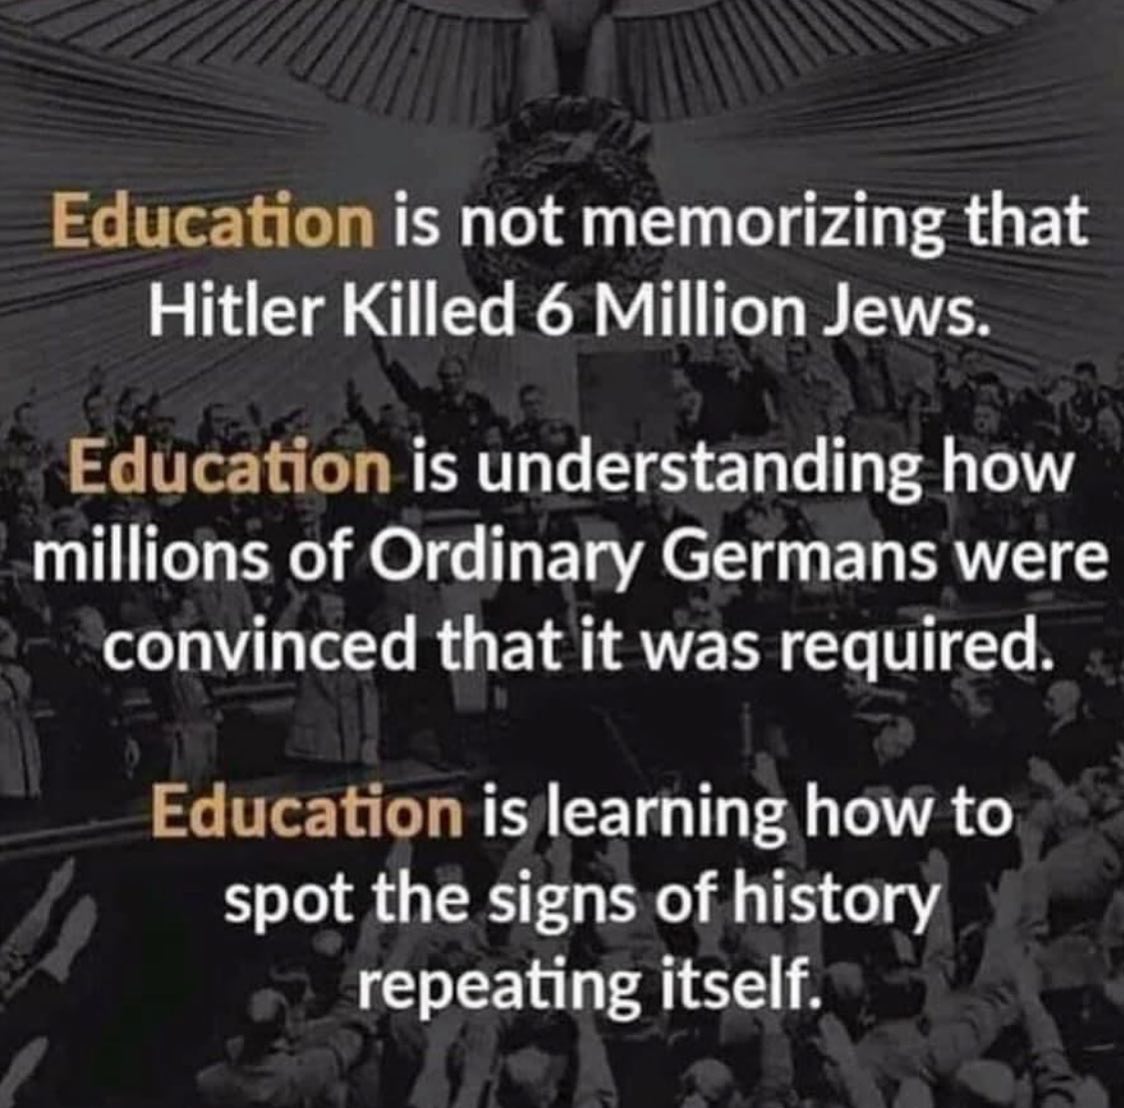 Education is not memorizing that
Hitler Killed 6 Million Jews.
Education is understanding how
millions of Ordinary Germans were
convinced that it was required.
Education is learning how to
spot the signs of history
repeating itself.